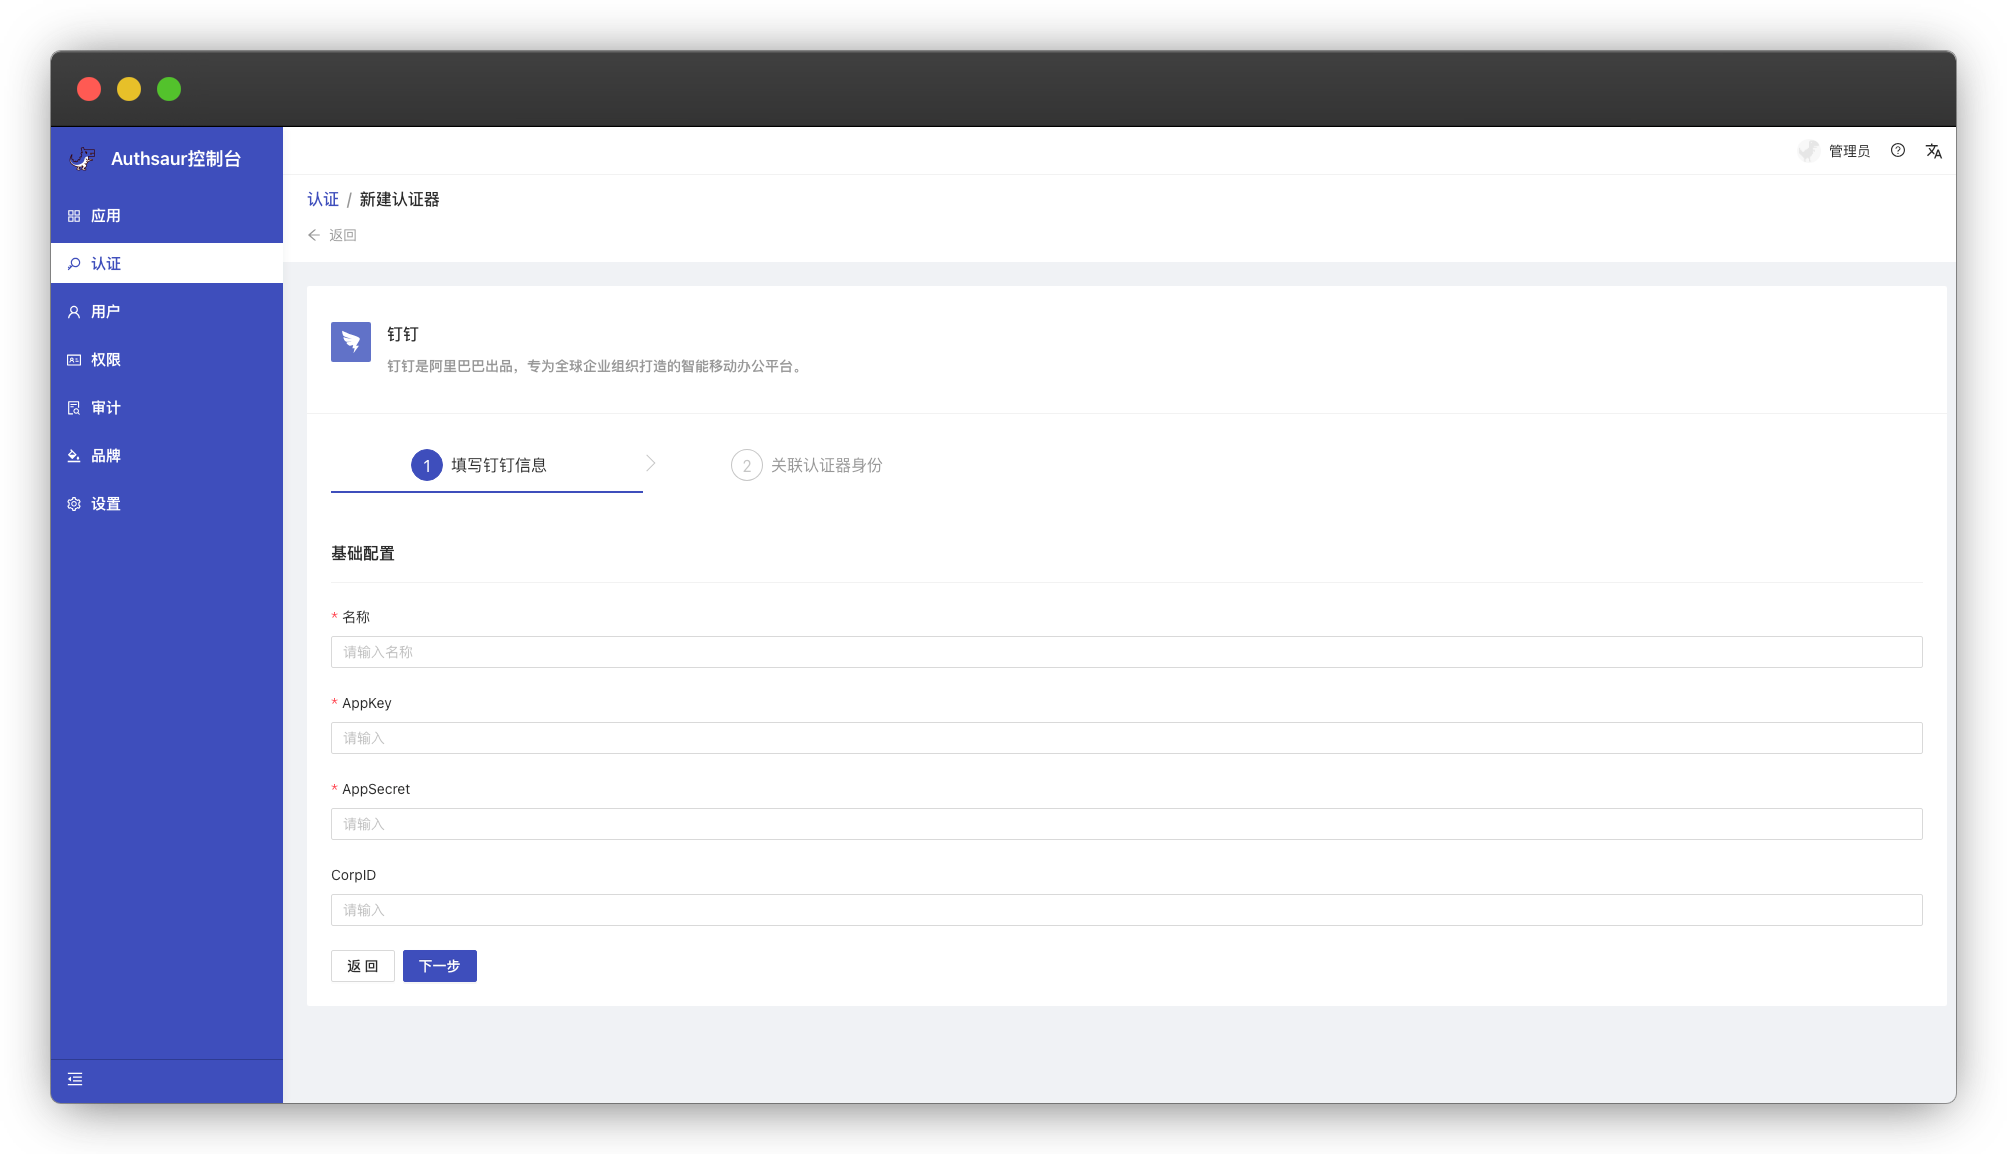 Authsaur控制台
管理员
应用
认证
用户
权限
审计
品牌
设置
认证 / 新建认证器
返回
钉钉
钉钉是阿里巴巴出品，专为全球企业组织打造的智能移动办公平台。
1 填写钉钉信息
2 关联认证器身份
基础配置
* 名称
请输入名称
* AppKey
请输入
* AppSecret
请输入
CorpID
请输入
返 回 下一步